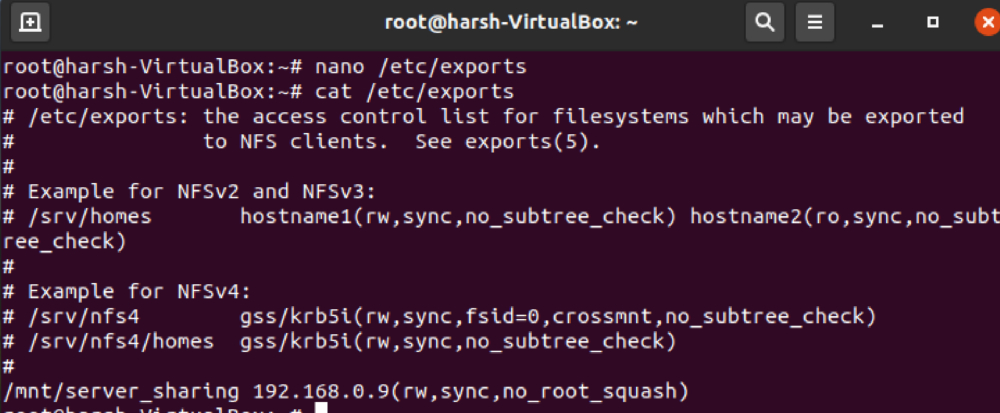 root@harsh-VirtualBox: ~
root@harsh-VirtualBox:~# nano /etc/exports
root@harsh-VirtualBox:~# cat /etc/exports
# /etc/exports: the access control list for filesystems which may be exported
#               to NFS clients.  See exports(5).
#
# Example for NFSv2 and NFSv3:
# /srv/homes       hostname1(rw,sync,no_subtree_check) hostname2(ro,sync,no_subt
ree_check)
#
# Example for NFSv4:
# /srv/nfs4        gss/krb5i(rw,sync,fsid=0,crossmnt,no_subtree_check)
# /srv/nfs4/homes  gss/krb5i(rw,sync,no_subtree_check)
#
/mnt/server_sharing 192.168.0.9(rw,sync,no_root_squash)
root@harsh-VirtualBox:~#